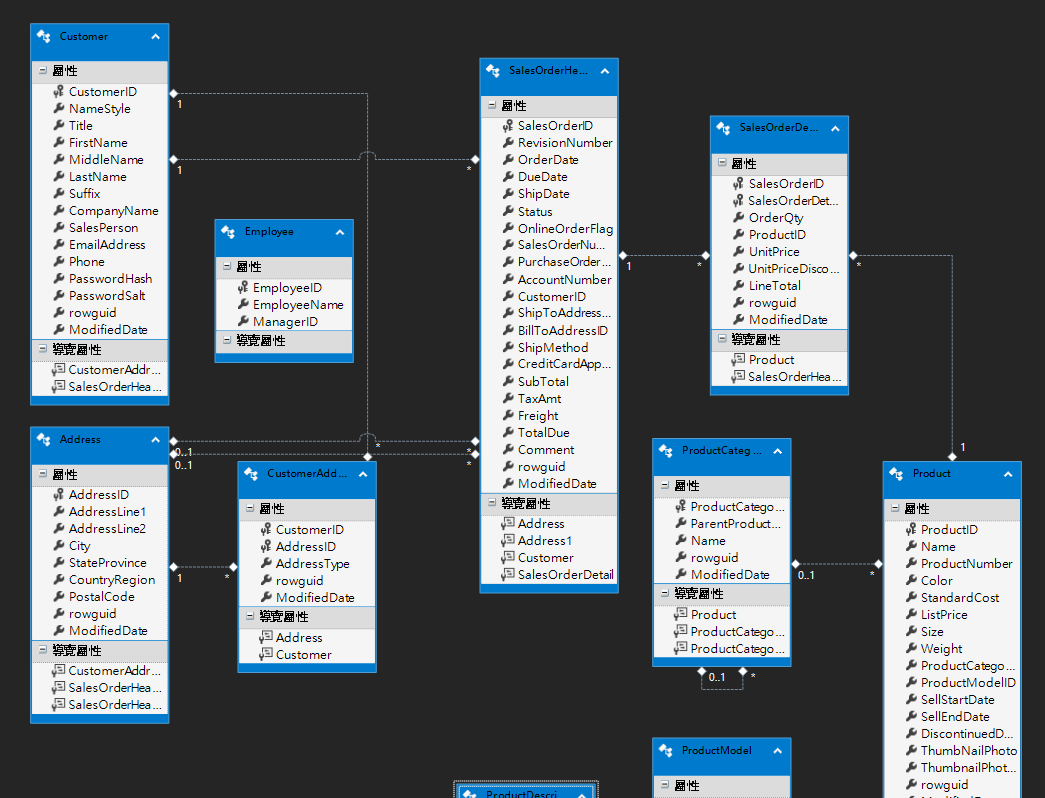 Customer
屬性
CustomerID
NameStyle
Title
FirstName
MiddleName
LastName
Suffix
CompanyName
SalesPerson
EmailAddress
Phone
PasswordHash
PasswordSalt
rowguid
ModifiedDate
導覽屬性
CustomerAddr...
SalesOrderHea...
1
1
*
Employee
屬性
EmployeeID
EmployeeName
ManagerID
導覽屬性
SalesOrderHe...
屬性
SalesOrderID
RevisionNumber
OrderDate
DueDate
ShipDate
Status
OnlineOrderFlag
SalesOrderNu...
PurchaseOrder...
AccountNumber
CustomerID
ShipToAddress...
BillToAddressID
ShipMethod
CreditCardApp...
SubTotal
TaxAmt
Freight
TotalDue
Comment
rowguid
ModifiedDate
導覽屬性
Address
Address1
Customer
SalesOrderDetail
1
*
SalesOrderDe...
屬性
SalesOrderID
SalesOrderDet...
OrderQty
ProductID
UnitPrice
UnitPriceDisco...
LineTotal
rowguid
ModifiedDate
導覽屬性
Product
SalesOrderHea...
*
1
Address
屬性
AddressID
AddressLine1
AddressLine2
City
StateProvince
CountryRegion
PostalCode
rowguid
ModifiedDate
導覽屬性
CustomerAddr...
SalesOrderHea...
SalesOrderHea...
0..1
0..1
*
*
*
1
*
CustomerAdd...
屬性
CustomerID
AddressID
AddressType
rowguid
ModifiedDate
導覽屬性
Address
Customer
ProductCateg...
屬性
ProductCatego...
ParentProduct...
Name
rowguid
ModifiedDate
導覽屬性
Product
ProductCatego...
ProductCatego...
0..1
*
0..1
*
Product
屬性
ProductID
Name
ProductNumber
Color
StandardCost
ListPrice
Size
Weight
ProductCatego...
ProductModelID
SellStartDate
SellEndDate
DiscontinuedD...
ThumbNailPhoto
ThumbnailPhot...
rowguid
ModifiedDate
ProductModel
屬性
ProductDescri...